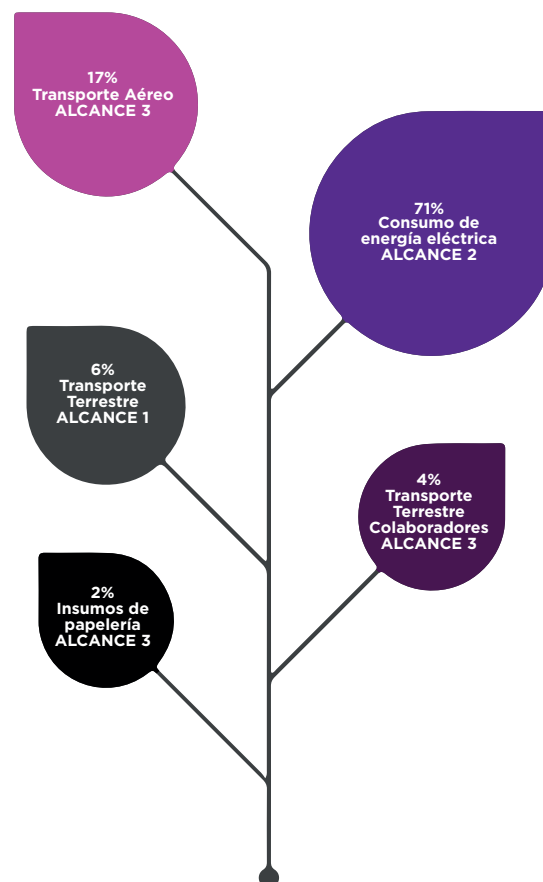 17%
Transporte Aéreo
ALCANCE 3
71%
Consumo de
energía eléctrica
ALCANCE 2
6%
Transporte
Terrestre
ALCANCE 1
4%
Transporte
Terrestre
Colaboradores
ALCANCE 3
2%
Insumos de
papelería
ALCANCE 3